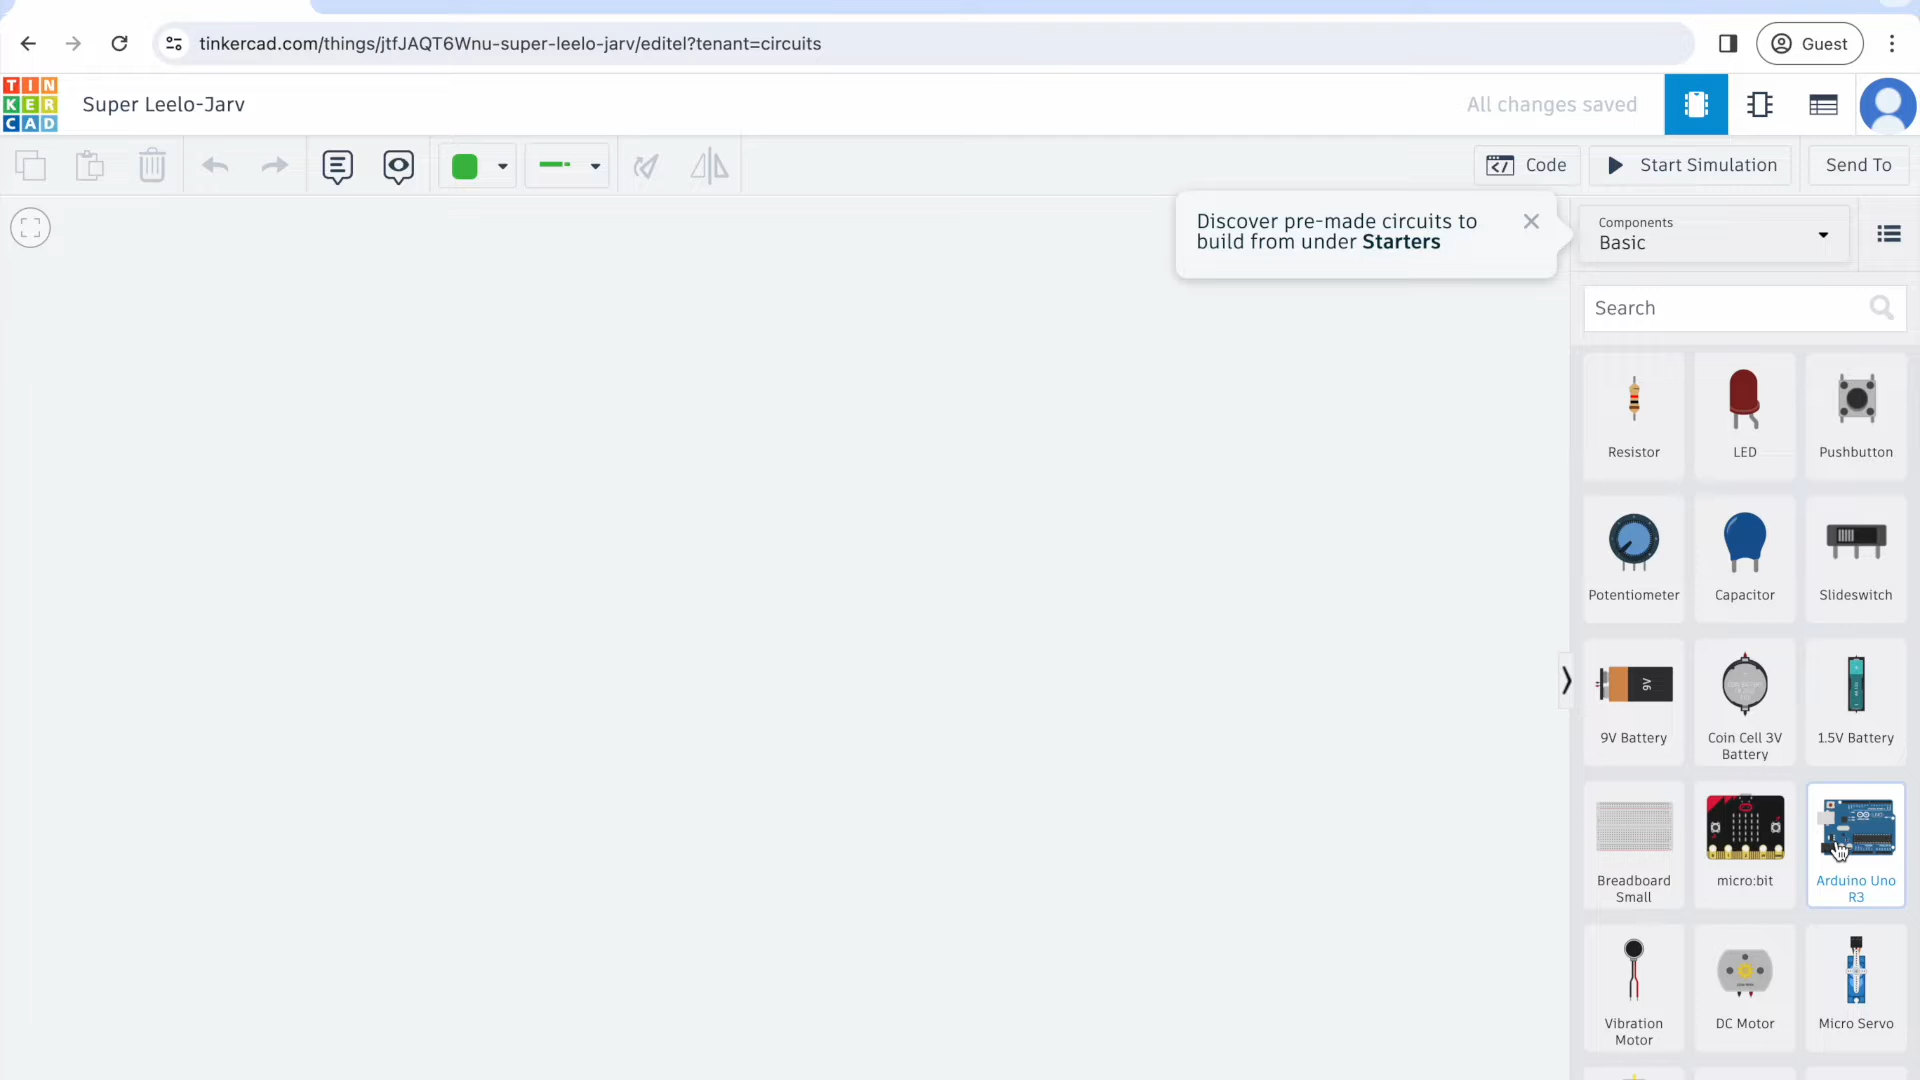 tinkercad.com/things/jtfJAQT6Wnu-super-leelo-jarv/editel?tenant=circuits
Guest
TIN
KER
CAD
Super Leelo-Jarv
All changes saved
Code
Start Simulation
Send To
Discover pre-made circuits to
build from under Starters
Components
Basic
Search
Resistor
LED
Pushbutton
Potentiometer
Capacitor
Slideswitch
9V
9V Battery
Coin Cell 3V
Battery
1.5V Battery
Breadboard
Small
micro:bit
Arduino Uno
R3
Vibration
Motor
DC Motor
Micro Servo